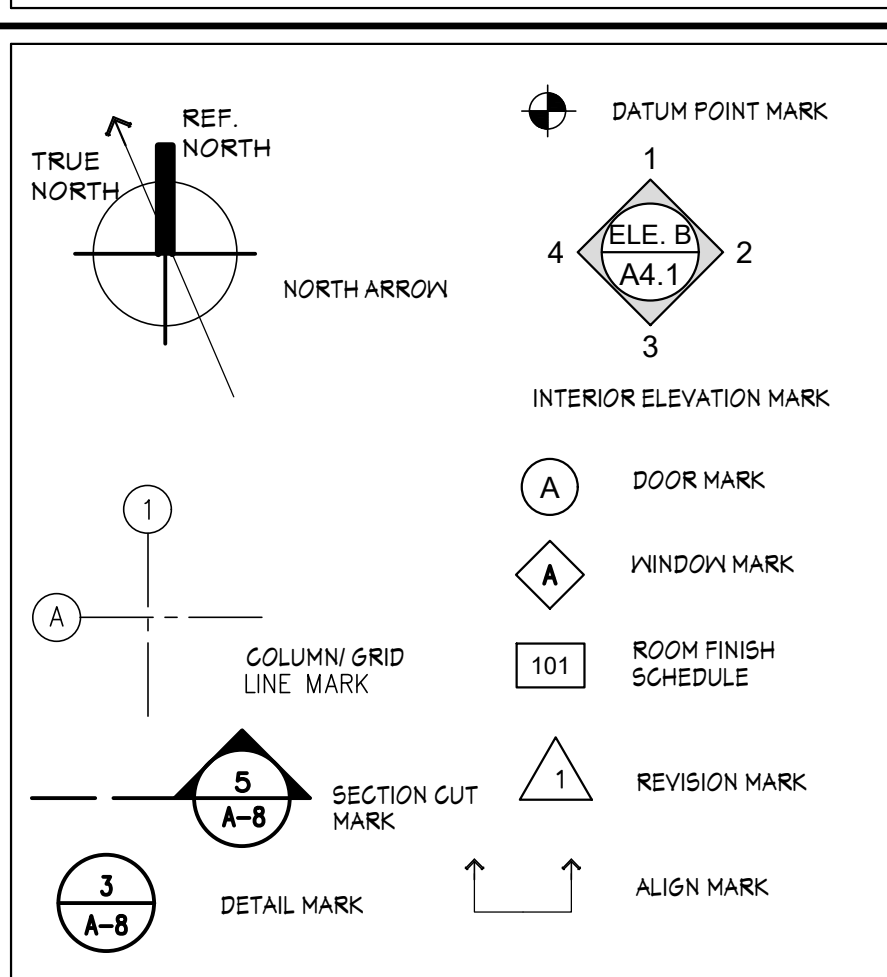 REF.
NORTH
TRUE
NORTH
NORTH ARROW
1
A
COLUMN/ GRID
LINE MARK
5
A-8
SECTION CUT
MARK
3
A-8
DETAIL MARK
DATUM POINT MARK
1
ELE. B
4
2
A4.1
3
INTERIOR ELEVATION MARK
A
DOOR MARK
A
WINDOW MARK
101
ROOM FINISH
SCHEDULE
1
REVISION MARK
ALIGN MARK